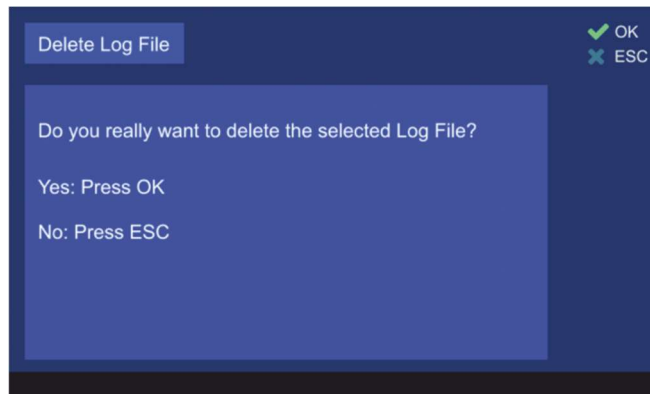 Delete Log File
OK
ESC
Do you really want to delete the selected Log File?
Yes: Press OK
No: Press ESC